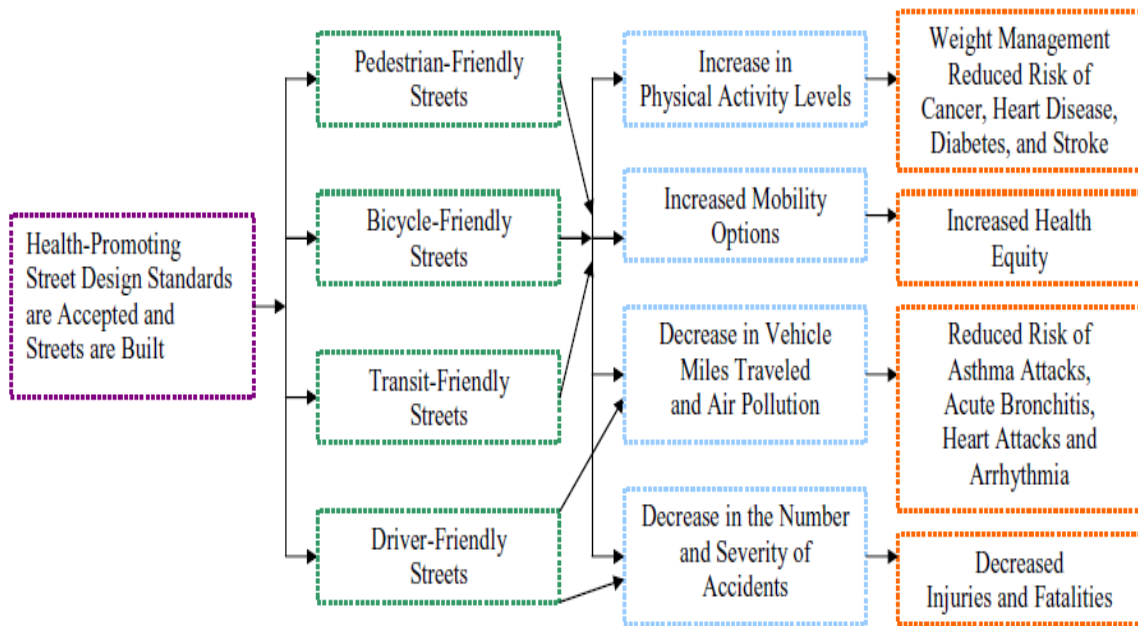 Health-Promoting
Street Design Standards
are Accepted and
Streets are Built
Pedestrian-Friendly
Streets
Bicycle-Friendly
Streets
Transit-Friendly
Streets
Driver-Friendly
Streets
Increase in
Physical Activity Levels
Increased Mobility
Options
Decrease in Vehicle
Miles Traveled
and Air Pollution
Decrease in the Number
and Severity of
Accidents
Weight Management
Reduced Risk of
Cancer, Heart Disease,
Diabetes, and Stroke
Increased Health
Equity
Reduced Risk of
Asthma Attacks,
Acute Bronchitis,
Heart Attacks and
Arrhythmia
Decreased
Injuries and Fatalities